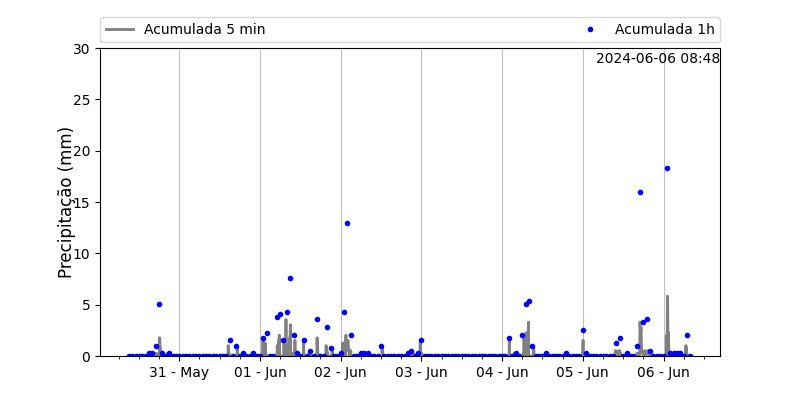 Acumulada 5 min Acumulada 1h
2024-06-06 08:48
Precipitação (mm)
30
25
20
15
10
5
0
31 - May 01 - Jun 02 - Jun 03 - Jun 04 - Jun 05 - Jun 06 - Jun